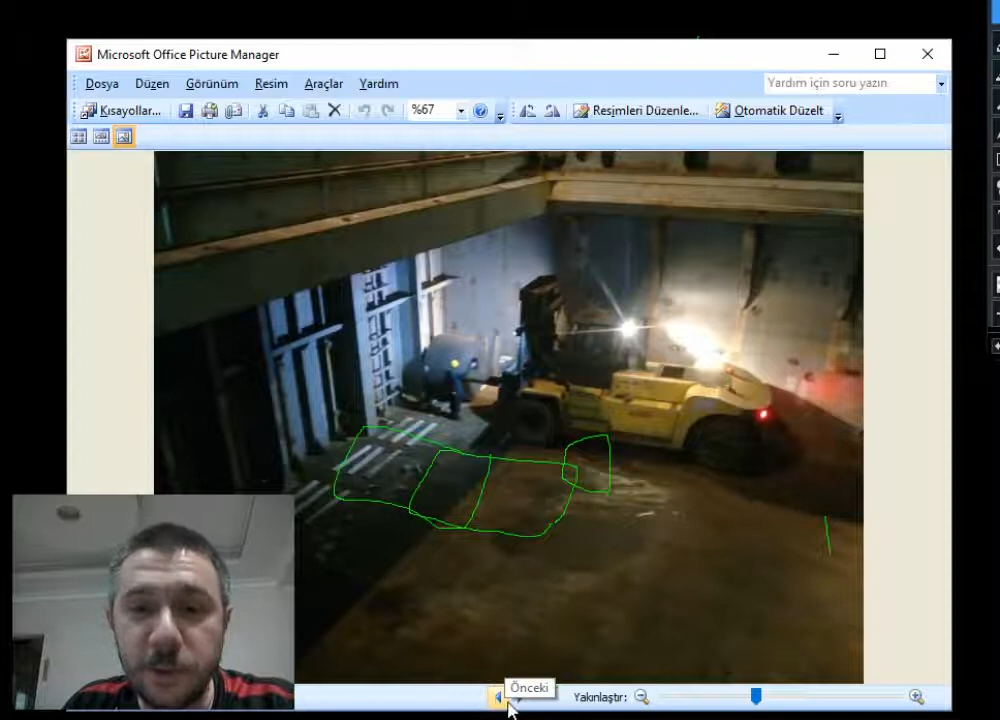 Microsoft Office Picture Manager
Dosya Düzen Görünüm Resim Araçlar Yardım
Yardım için soru yazın
Kısayollar... %67 Resimleri Düzenle... Otomatik Düzelt
Önceki
Yakınlaştır: